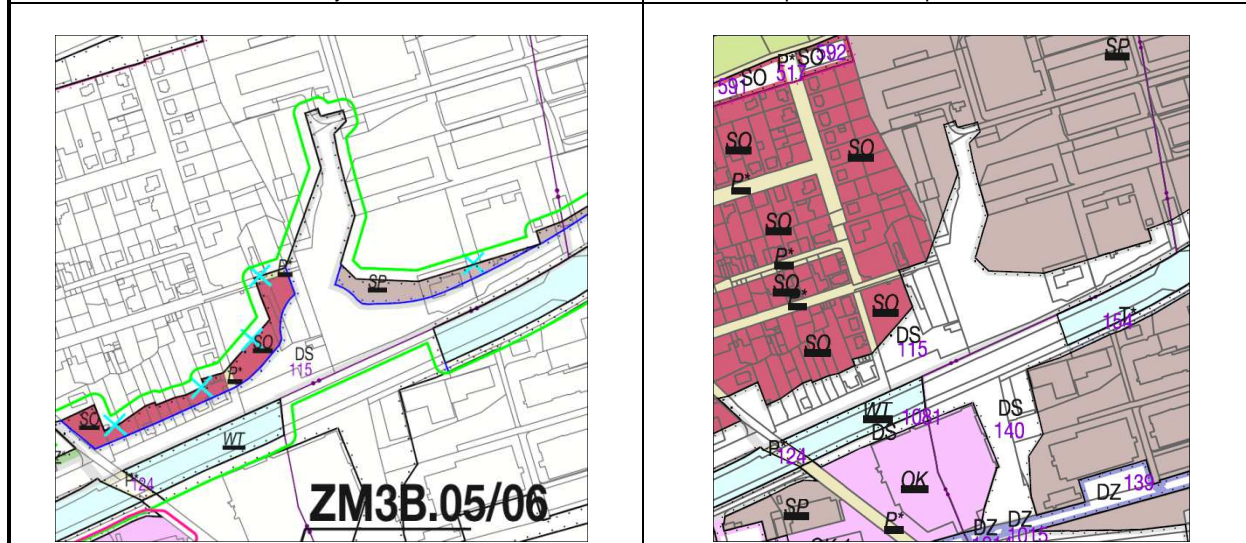 P*
SP
SO
DS
115
P*
SO
WT
Z*
P*
124
ZM3B.05/06
SP
P*SO
592
517
SO
591
SO
SO
P*
SO
P*
SO
P*
SO
SO
DS
115
T*
154
WT
1081
DS
DS
140
P*
124
OK
139
DZ
SP
P*
DZ
DZ
1015